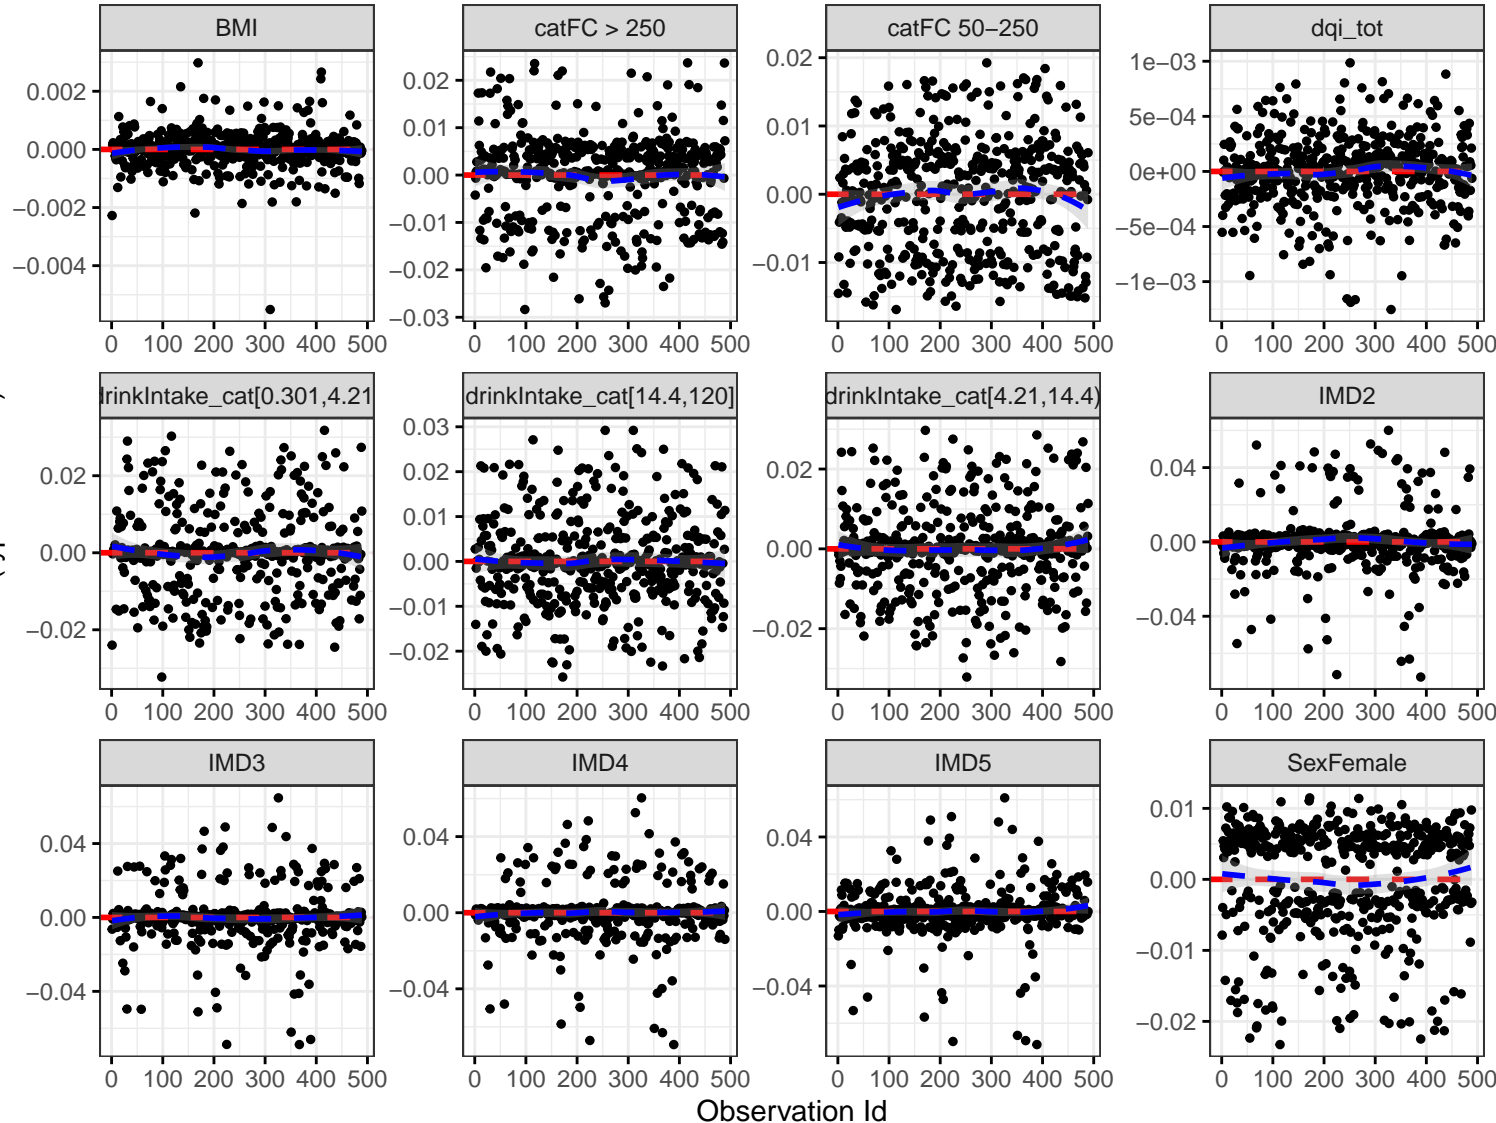 BMI
catFC > 250
catFC 50−250
dqi_tot
0.002
0.000
−0.002
−0.004
0.02
0.01
0.00
−0.01
−0.02
−0.03
0.02
0.01
0.00
−0.01
1e−03
5e−04
0e+00
−5e−04
−1e−03
0 100 200 300 400 500
0 100 200 300 400 500
0 100 200 300 400 500
0 100 200 300 400 500
rinkIntake_cat[0.301,4.21
drinkIntake_cat[14.4,120]
drinkIntake_cat[4.21,14.4)
IMD2
0.02
0.00
−0.02
0.03
0.02
0.01
0.00
−0.01
−0.02
0.02
0.00
−0.02
0.04
0.00
−0.04
0 100 200 300 400 500
0 100 200 300 400 500
0 100 200 300 400 500
0 100 200 300 400 500
IMD3
IMD4
IMD5
SexFemale
0.04
0.00
−0.04
0.04
0.00
−0.04
0.04
0.00
−0.04
0.01
0.00
−0.01
−0.02
0 100 200 300 400 500
0 100 200 300 400 500
0 100 200 300 400 500
0 100 200 300 400 500
Observation Id